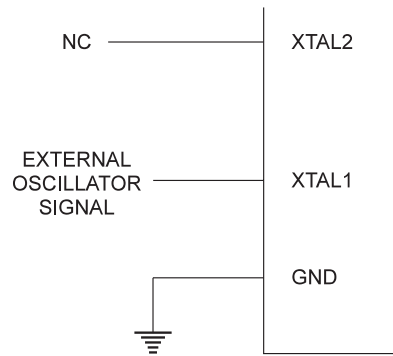 NC XTAL2
EXTERNAL
OSCILLATOR
SIGNAL
XTAL1
GND